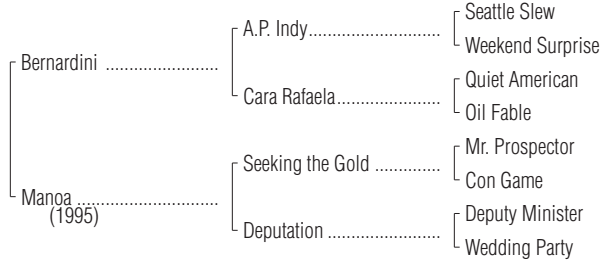 Seattle Slew
A.P. Indy..............................
Weekend Surprise
Bernardini ........................
Quiet American
Cara Rafaela........................
Oil Fable
Mr. Prospector
Seeking the Gold ..............
Con Game
Manoa ..............................
(1995)
Deputy Minister
Deputation ........................
Wedding Party